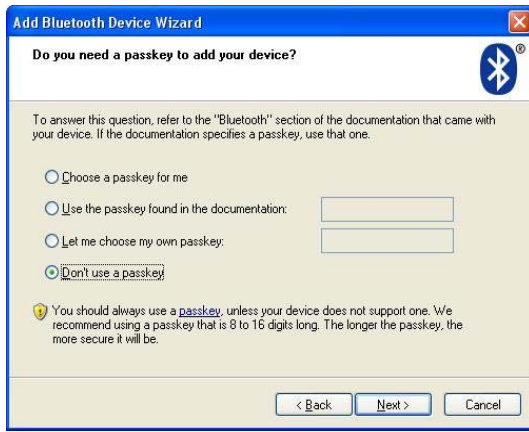 Add Bluetooth Device Wizard
Do you need a passkey to add your device?
®
To answer this question, refer to the "Bluetooth" section of the documentation that came with
your device. If the documentation specifies a passkey, use that one.
Choose a passkey for me
Use the passkey found in the documentation:
Let me choose my own passkey:
Don't use a passkey
You should always use a passkey, unless your device does not support one. We
recommend using a passkey that is 8 to 16 digits long. The longer the passkey, the
more secure it will be.
< Back Next > Cancel